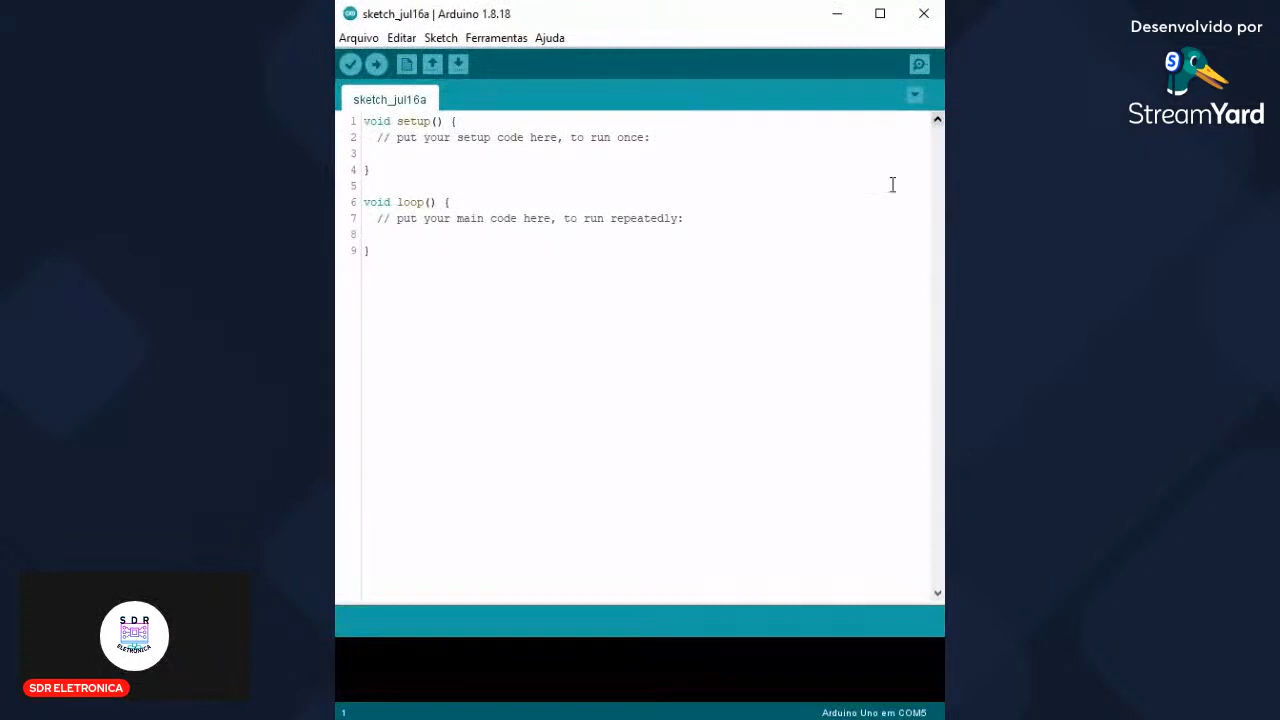 sketch_jul16a | Arduino 1.8.18
Arquivo Editar Sketch Ferramentas Ajuda
sketch_jul16a
1 void setup() {
2 // put your setup code here, to run once:
3
4 }
5
6 void loop() {
7 // put your main code here, to run repeatedly:
8
9 }
1
Arduino Uno em COM6
Desenvolvido por
StreamYard
S D R
ELETRONICA
SDR ELETRONICA